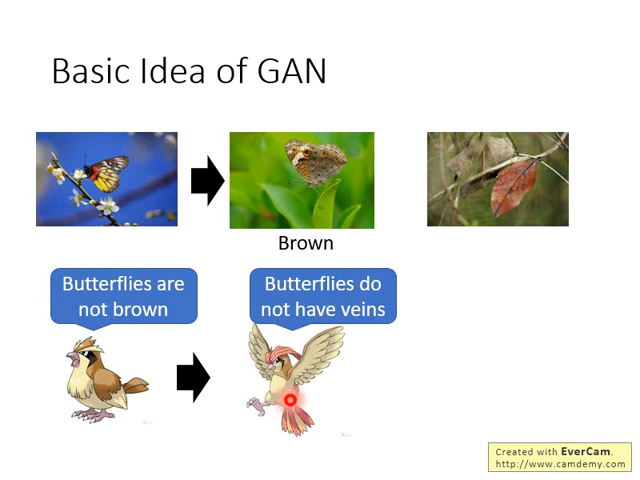 Basic Idea of GAN
Brown
Butterflies are
not brown
Butterflies do
not have veins
Created with EverCam.
http://www.camdemy.com